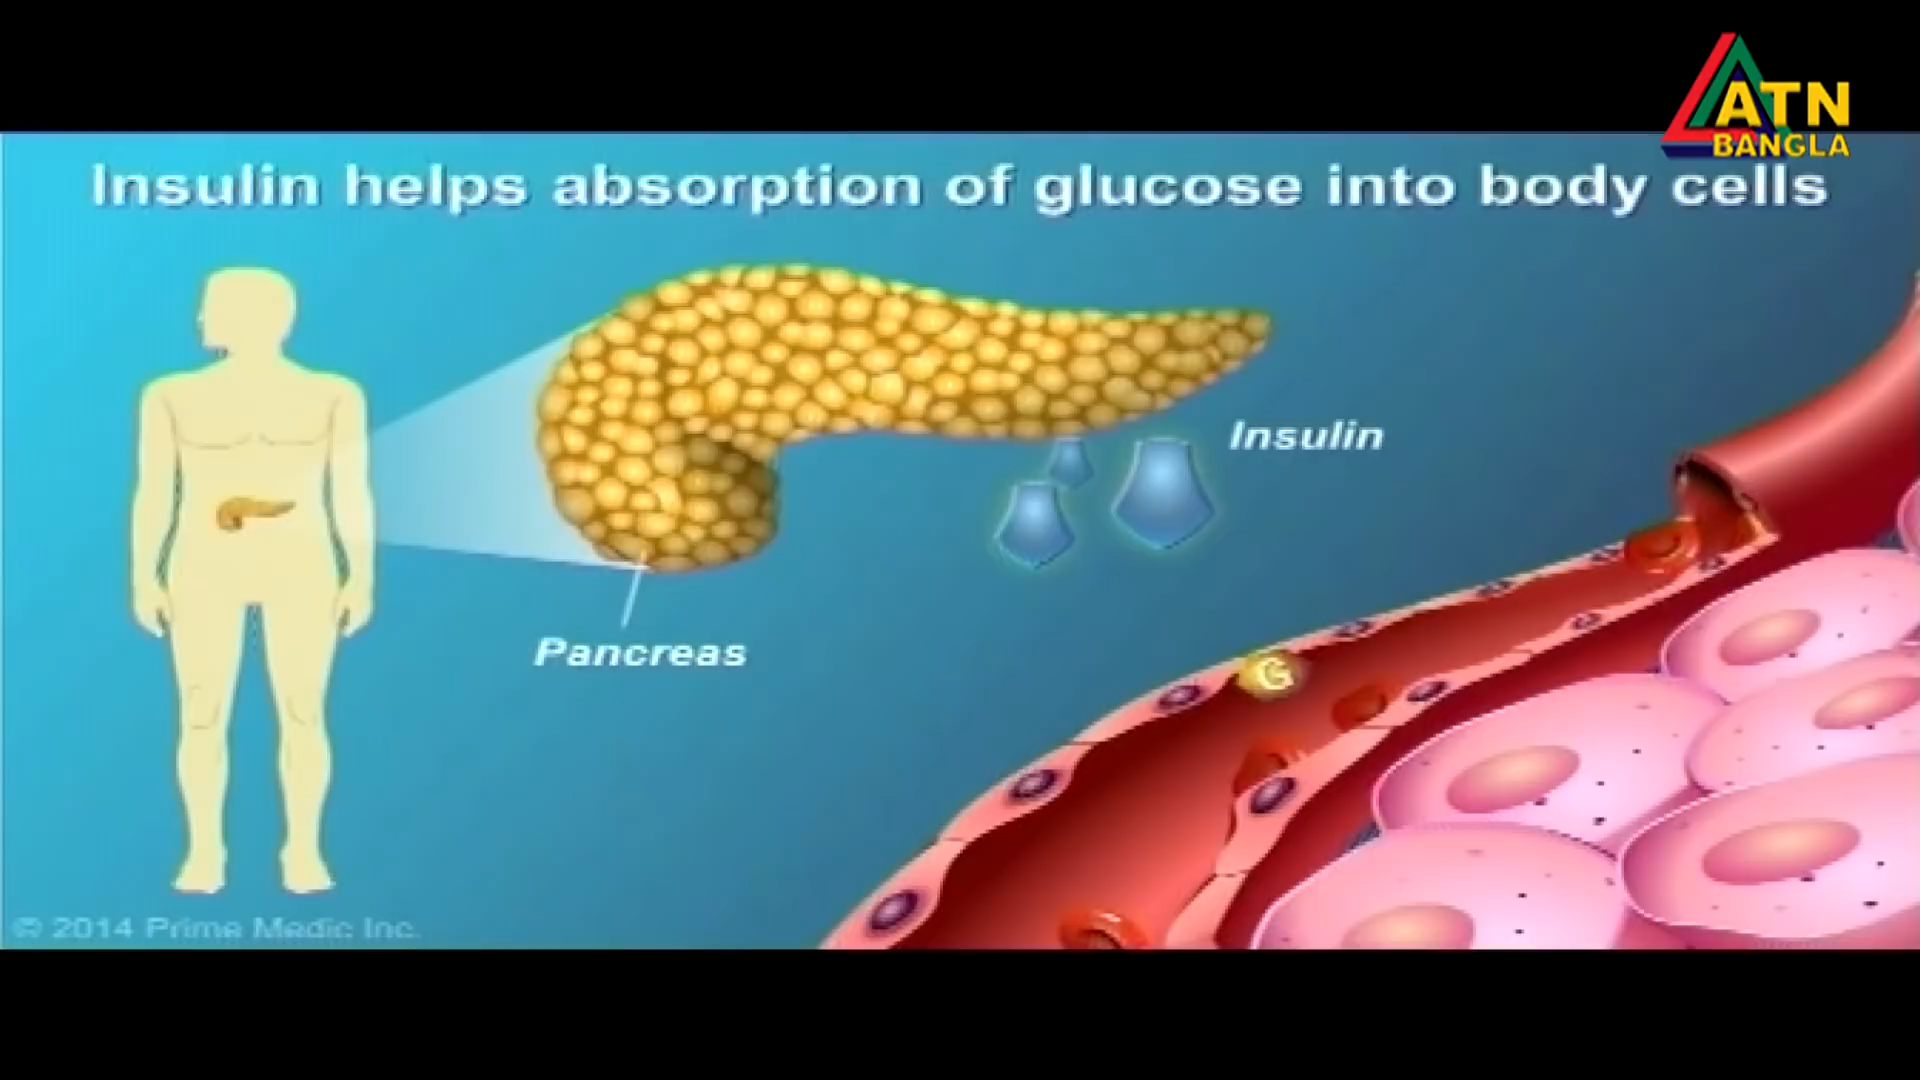 ATN
BANGLA
Insulin helps absorption of glucose into body cells
Insulin
Pancreas
G
© 2014 Prime Medic Inc.